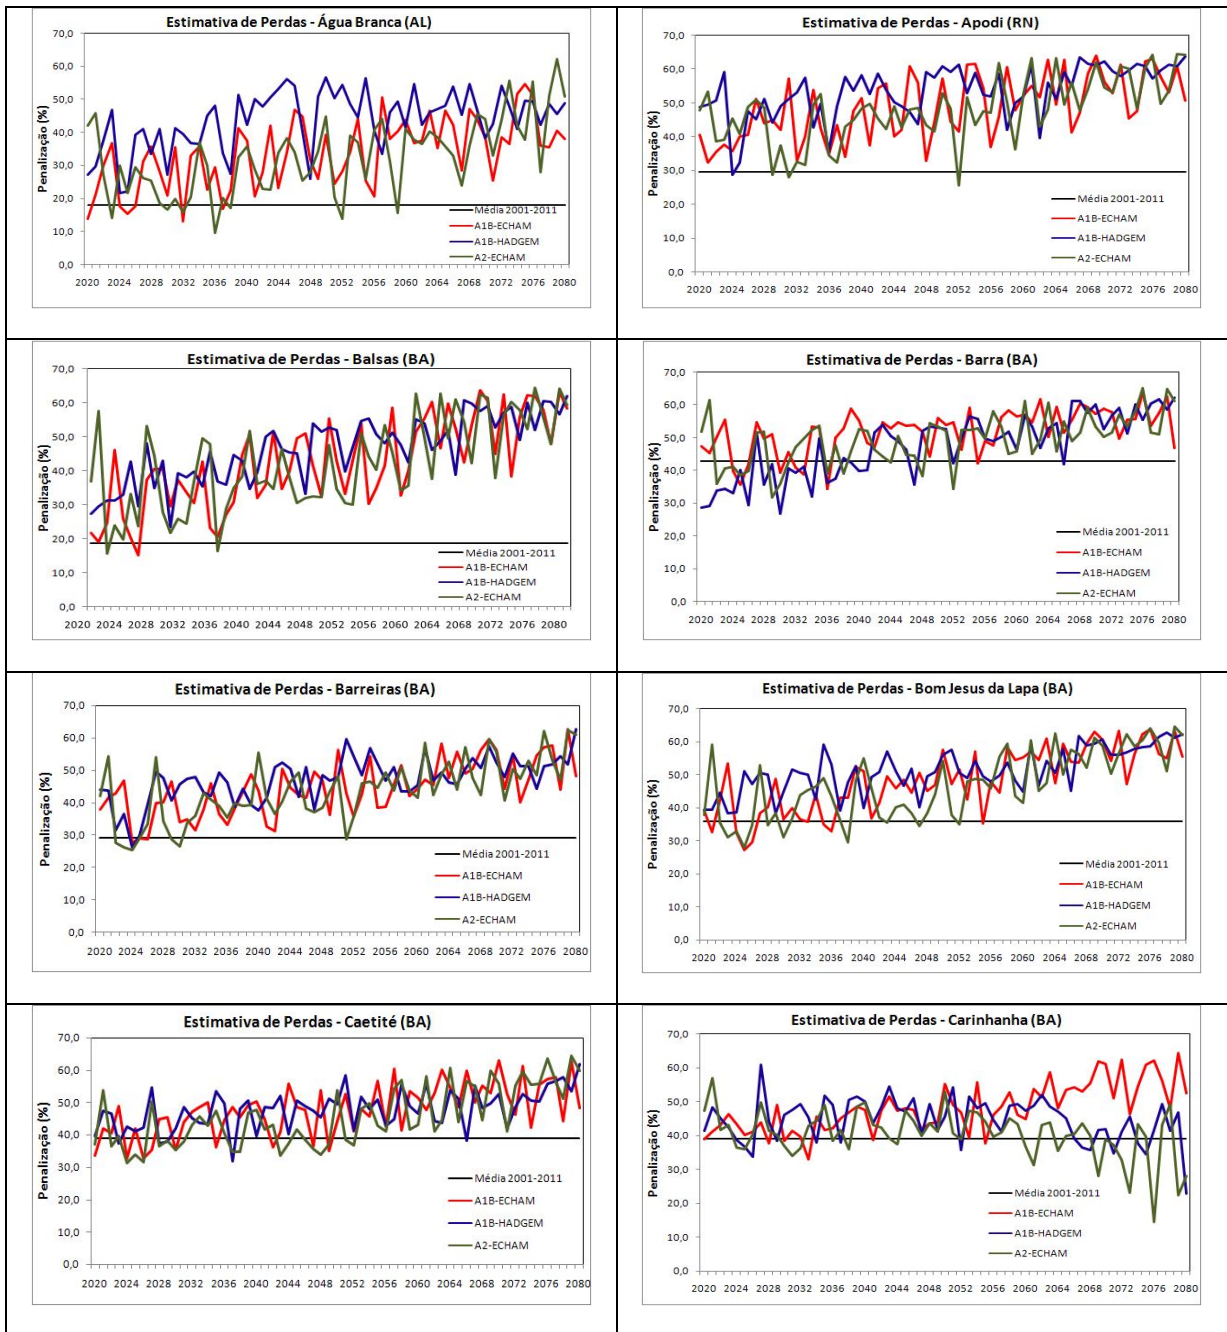 Estimativa de Perdas - Água Branca (AL)
Penalização (%)
70,0
60,0
50,0
40,0
30,0
20,0
10,0
0,0
Média 2001-2011
A1B-ECHAM
A1B-HADGEM
A2-ECHAM
2020 2024 2028 2032 2036 2040 2044 2048 2052 2056 2060 2064 2068 2072 2076 2080
Estimativa de Perdas - Apodi (RN)
Penalização (%)
70,0
60,0
50,0
40,0
30,0
20,0
10,0
0,0
Média 2001-2011
A1B-ECHAM
A1B-HADGEM
A2-ECHAM
2020 2024 2028 2032 2036 2040 2044 2048 2052 2056 2060 2064 2068 2072 2076 2080
Estimativa de Perdas - Balsas (BA)
Penalização (%)
70,0
60,0
50,0
40,0
30,0
20,0
10,0
0,0
Média 2001-2011
A1B-ECHAM
A1B-HADGEM
A2-ECHAM
2020 2024 2028 2032 2036 2040 2044 2048 2052 2056 2060 2064 2068 2072 2076 2080
Estimativa de Perdas - Barra (BA)
Penalização (%)
70,0
60,0
50,0
40,0
30,0
20,0
10,0
0,0
Média 2001-2011
A1B-ECHAM
A1B-HADGEM
A2-ECHAM
2020 2024 2028 2032 2036 2040 2044 2048 2052 2056 2060 2064 2068 2072 2076 2080
Estimativa de Perdas - Barreiras (BA)
Penalização (%)
70,0
60,0
50,0
40,0
30,0
20,0
10,0
0,0
Média 2001-2011
A1B-ECHAM
A1B-HADGEM
A2-ECHAM
2020 2024 2028 2032 2036 2040 2044 2048 2052 2056 2060 2064 2068 2072 2076 2080
Estimativa de Perdas - Bom Jesus da Lapa (BA)
Penalização (%)
70,0
60,0
50,0
40,0
30,0
20,0
10,0
0,0
Média 2001-2011
A1B-ECHAM
A1B-HADGEM
A2-ECHAM
2020 2024 2028 2032 2036 2040 2044 2048 2052 2056 2060 2064 2068 2072 2076 2080
Estimativa de Perdas - Caetité (BA)
Penalização (%)
70,0
60,0
50,0
40,0
30,0
20,0
10,0
0,0
Média 2001-2011
A1B-ECHAM
A1B-HADGEM
A2-ECHAM
2020 2024 2028 2032 2036 2040 2044 2048 2052 2056 2060 2064 2068 2072 2076 2080
Estimativa de Perdas - Carinhanha (BA)
Penalização (%)
70,0
60,0
50,0
40,0
30,0
20,0
10,0
0,0
Média 2001-2011
A1B-ECHAM
A1B-HADGEM
A2-ECHAM
2020 2024 2028 2032 2036 2040 2044 2048 2052 2056 2060 2064 2068 2072 2076 2080